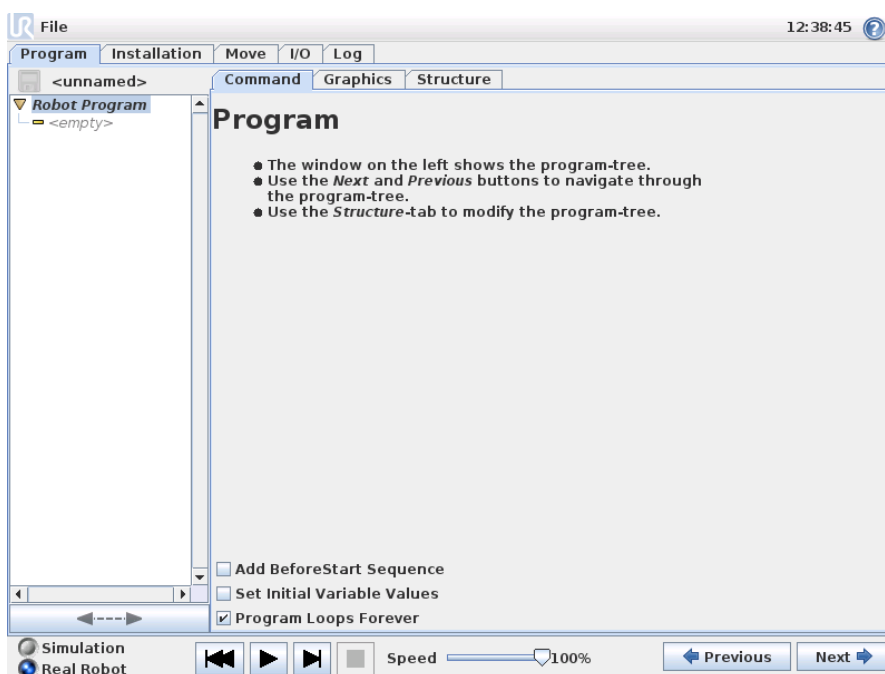 UR File 12:38:45 ?
Program Installation Move I/O Log
<unnamed> Command Graphics Structure
Robot Program
<empty>
Program
The window on the left shows the program-tree.
Use the Next and Previous buttons to navigate through
the program-tree.
Use the Structure-tab to modify the program-tree.
Add BeforeStart Sequence
Set Initial Variable Values
Program Loops Forever
Simulation
Real Robot
Speed 100% Previous Next